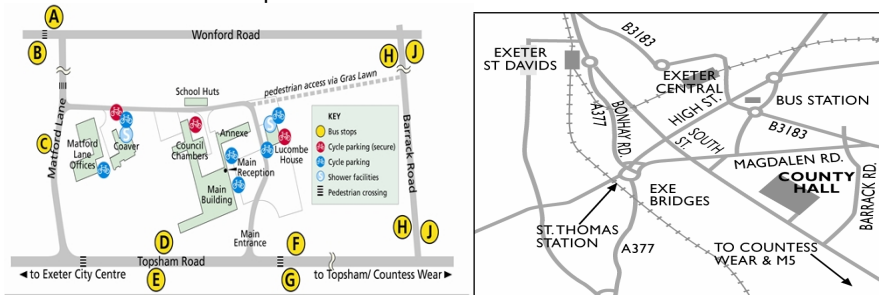 A
Wonford Road
B
H
J
pedestrian access via Gras Lawn
School Huts
Matford Lane
C
Matford
Lane
Offices
Coaver
Council
Chambers
Annexe
S
S
Lucombe
House
Main
Reception
Main
Building
KEY
Bus stops
Cycle parking (secure)
Cycle parking
S
Shower facilities
Pedestrian crossing
Barrack Road
H
J
D
Main
Entrance
F
Topsham Road
E
G
to Exeter City Centre
to Topsham/ Countess Wear
B3183
EXETER
ST DAVIDS
EXETER
CENTRAL
A377
BONHAY RD.
HIGH ST.
BUS STATION
SOUTH
ST.
B3183
MAGDALEN RD.
COUNTY
HALL
BARRACK RD.
EXE
BRIDGES
ST. THOMAS
STATION
A377
TO COUNTESS
WEAR & M5